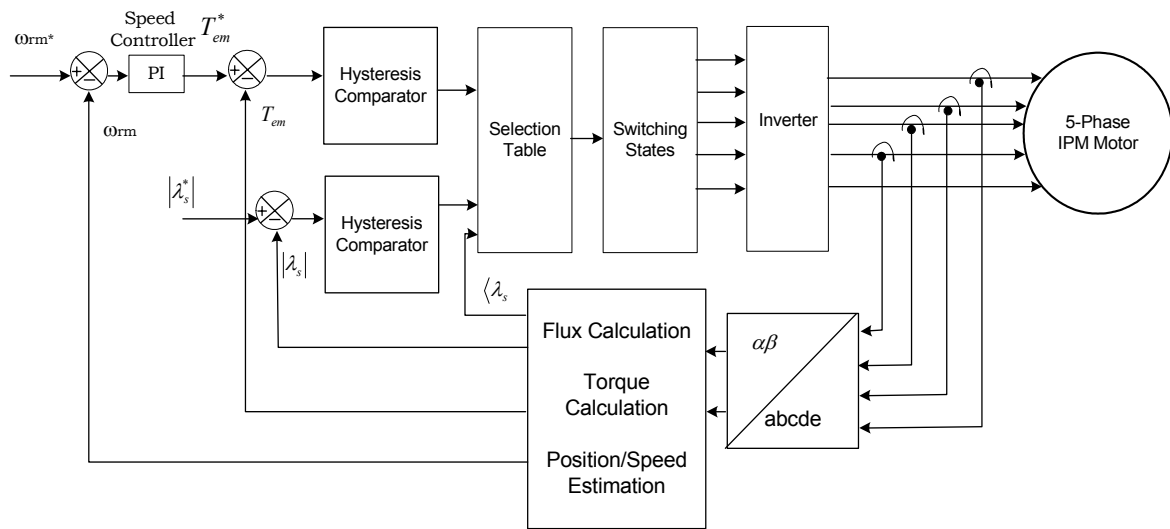 Speed
Controller
ωrm*
T*em
PI
ωrm
Tem
Hysteresis
Comparator
Selection
Table
Switching
States
Inverter
5-Phase
IPM Motor
|λ*s|
Hysteresis
Comparator
|λs|
⟨λs
Flux Calculation
Torque
Calculation
Position/Speed
Estimation
αβ
abcde